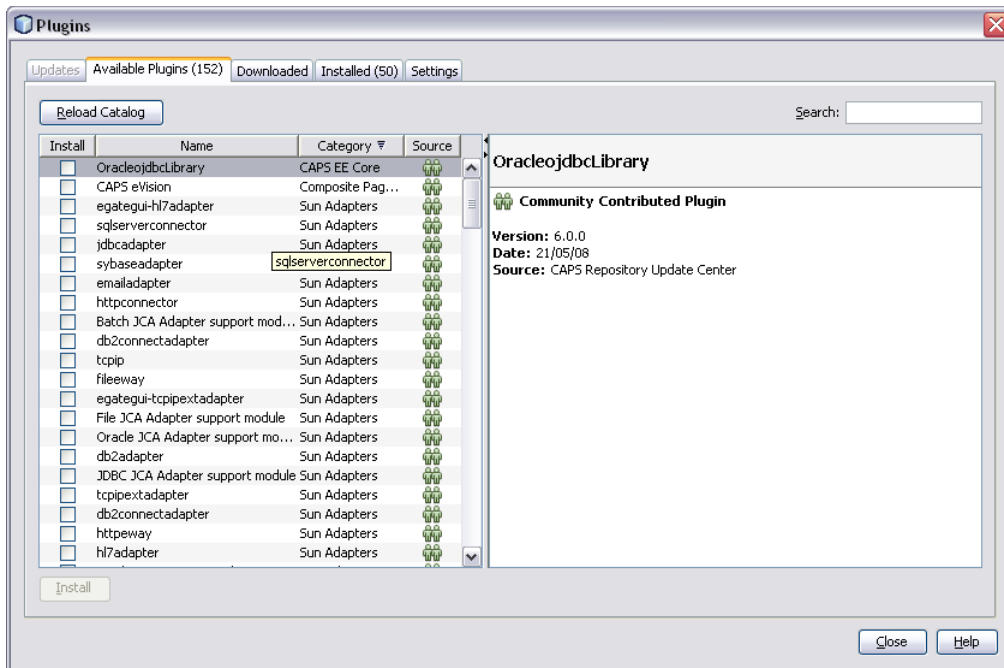 Plugins
Updates Available Plugins (152) Downloaded Installed (50) Settings
Reload Catalog Search:
Install Name Category Source
OraclejdbcLibrary CAPS EE Core
CAPS eVision Composite Pag...
egategui-hl7adapter Sun Adapters
sqlserverconnector Sun Adapters
jdbcadapter Sun Adapters
sybaseadapter
sqlserverconnector
emailadapter Sun Adapters
httpconnector Sun Adapters
Batch JCA Adapter support mod... Sun Adapters
db2connectadapter Sun Adapters
tcpip Sun Adapters
fileeway Sun Adapters
egategui-tcpipextadapter Sun Adapters
File JCA Adapter support module Sun Adapters
Oracle JCA Adapter support mo... Sun Adapters
db2adapter Sun Adapters
JDBC JCA Adapter support module Sun Adapters
tcpipextadapter Sun Adapters
db2connectadapter Sun Adapters
httpeway Sun Adapters
hl7adapter Sun Adapters
OracleojdbcLibrary
Community Contributed Plugin
Version: 6.0.0
Date: 21/05/08
Source: CAPS Repository Update Center
Install
Close Help